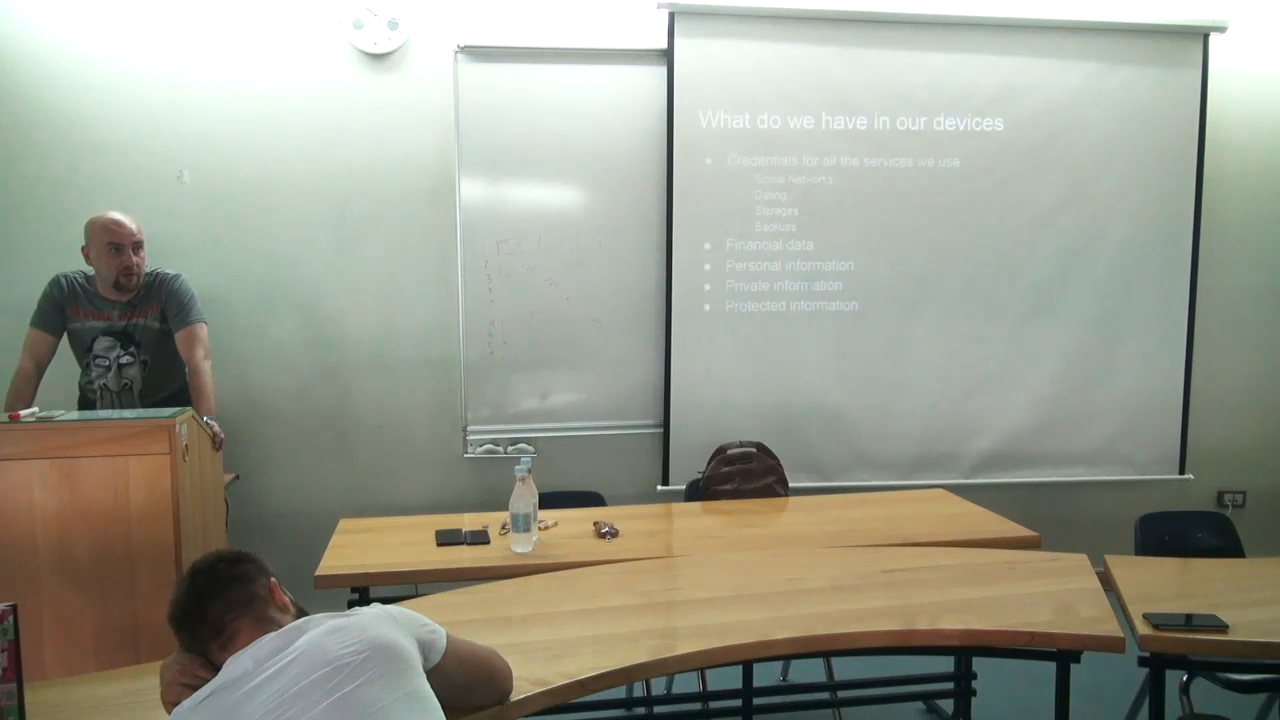 What do we have in our devices
Credentials for all the services we use
Social Networks
Dating
Storages
Backups
Financial data
Personal information
Private information
Protected information